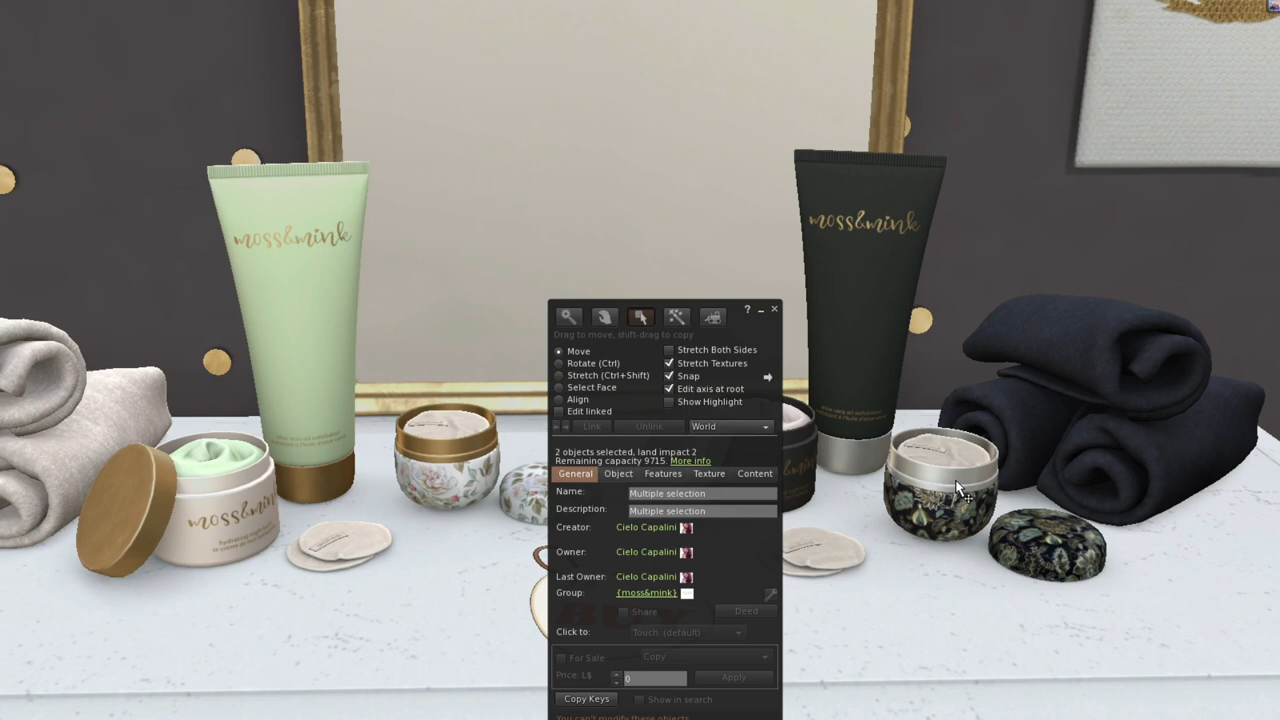 moss&mink
moss&mink
moss&mink
?
Drag to move, shift-drag to copy
Move
Rotate (Ctrl)
Stretch (Ctrl+Shift)
Select Face
Align
Edit linked
Stretch Both Sides
Stretch Textures
Snap
Edit axis at root
Show Highlight
Link
Unlink
World
2 objects selected, land impact 2
Remaining capacity 9715. More info
General Object Features Texture Content
Name: Multiple selection
Description: Multiple selection
Creator: Cielo Capalini
Owner: Cielo Capalini
Last Owner: Cielo Capalini
Group: {moss&mink}
Share Deed
Click to: Touch (default)
For Sale Copy
Price: L$ 0 Apply
Copy Keys Show in search
You can't modify these objects